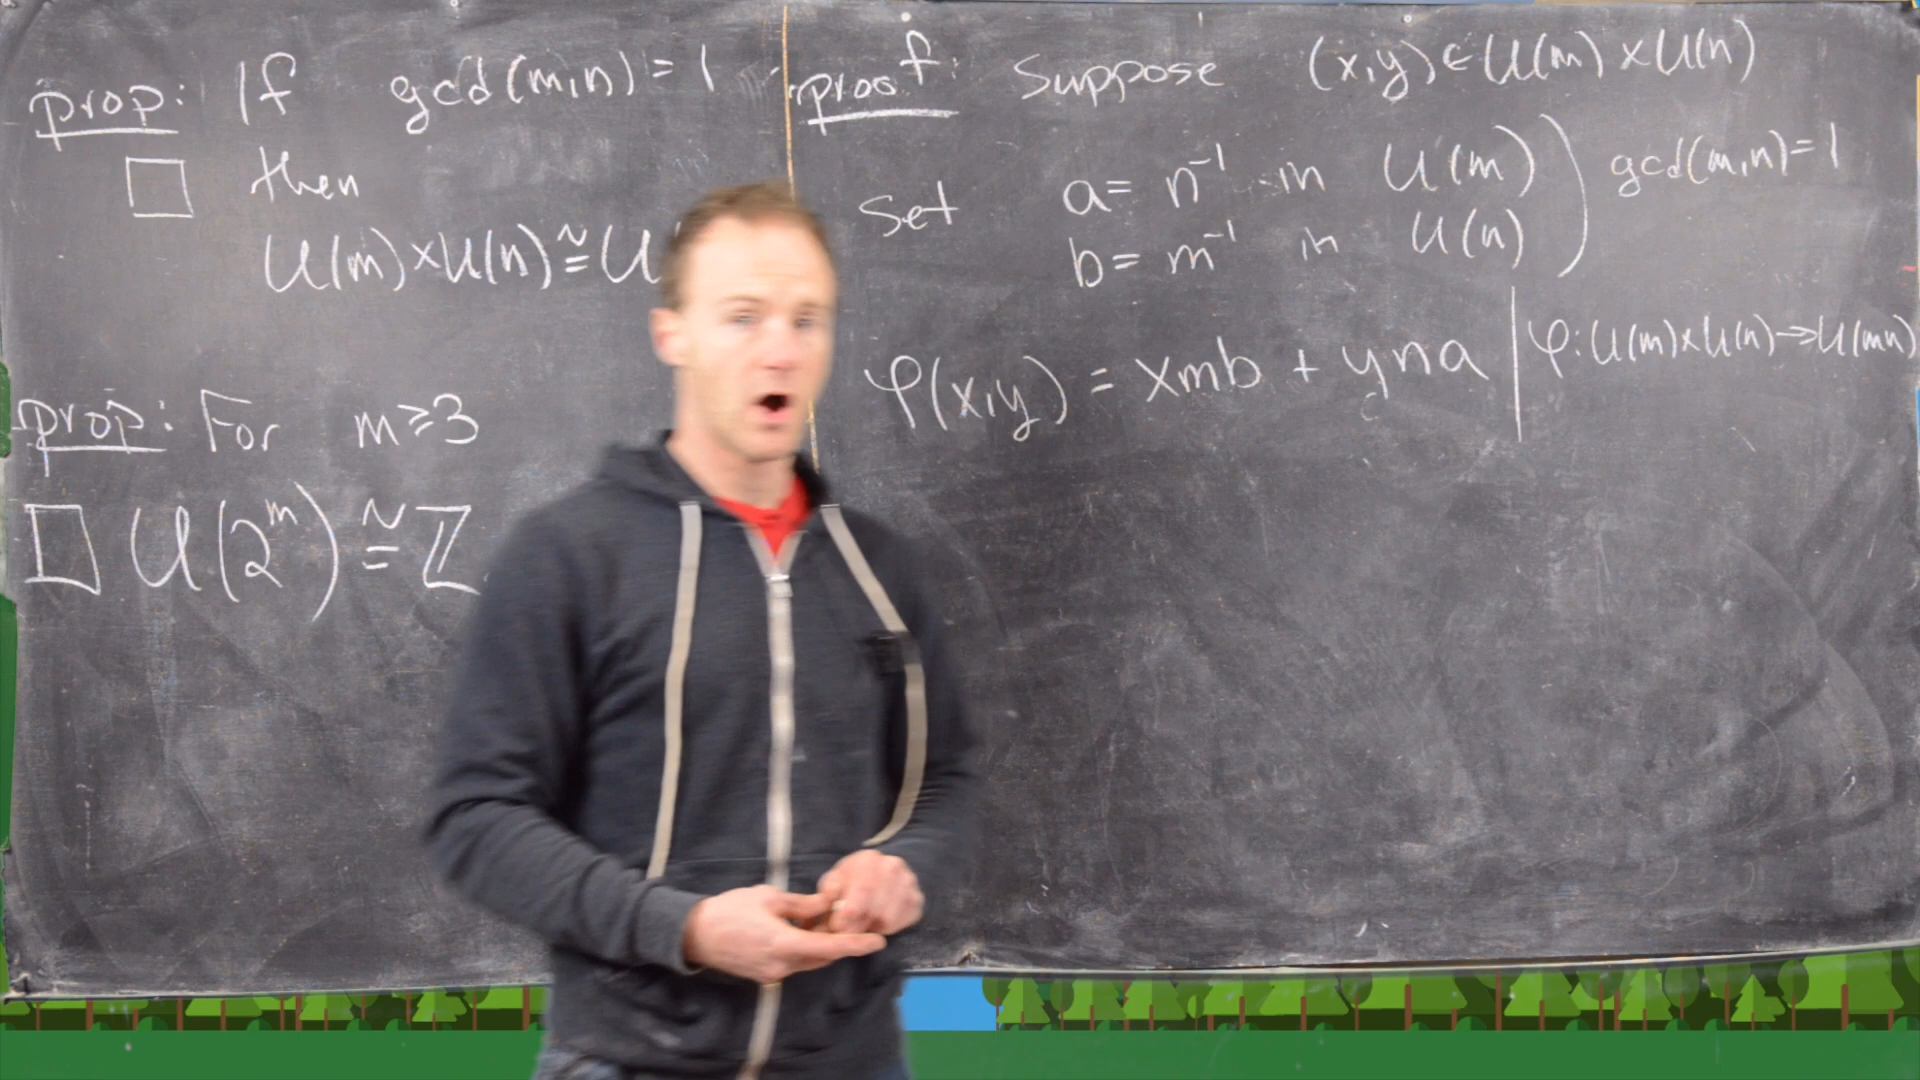 prop: If gcd(m,n)=1
□ then
U(m)×U(n)≅U
prop: For m≥3
□ U(2^m)≅ℤ
proof: Suppose (x,y)∈U(m)×U(n)
Set a=n^-1 in U(m) ) gcd(m,n)=1
b=m^-1 in U(n)
φ(x,y)=xmb+yna | φ:U(m)×U(n)→U(mn)